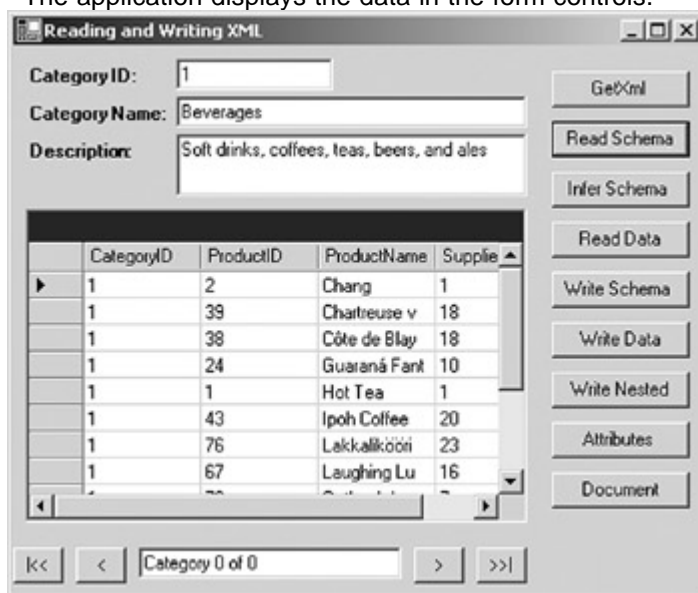 The application displays the data in the form controls.
Reading and Writing XML
CategoryID: 1
GetXml
Category Name: Beverages
Read Schema
Description: Soft drinks, coffees, teas, beers, and ales
Infer Schema
Read Data
CategoryID ProductID ProductName Supplie
1 2 Chang 1
Write Schema
1 39 Chartreuse v 18
1 38 Côte de Blay 18
Write Data
1 24 Guaraná Fant 10
1 1 Hot Tea 1
Write Nested
1 43 Ipoh Coffee 20
1 76 Lakkalikööri 23
Attributes
1 67 Laughing Lu 16
Document
|<< < Category 0 of 0 > >>|